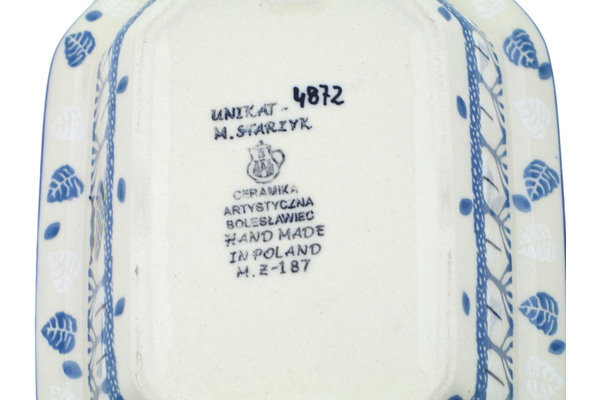 UNIKAT - 4872
M. STARZYK
CERAMIKA
ARTYSTYCZNA
BOLESŁAWIEC
HAND MADE
IN POLAND
M.Z-187